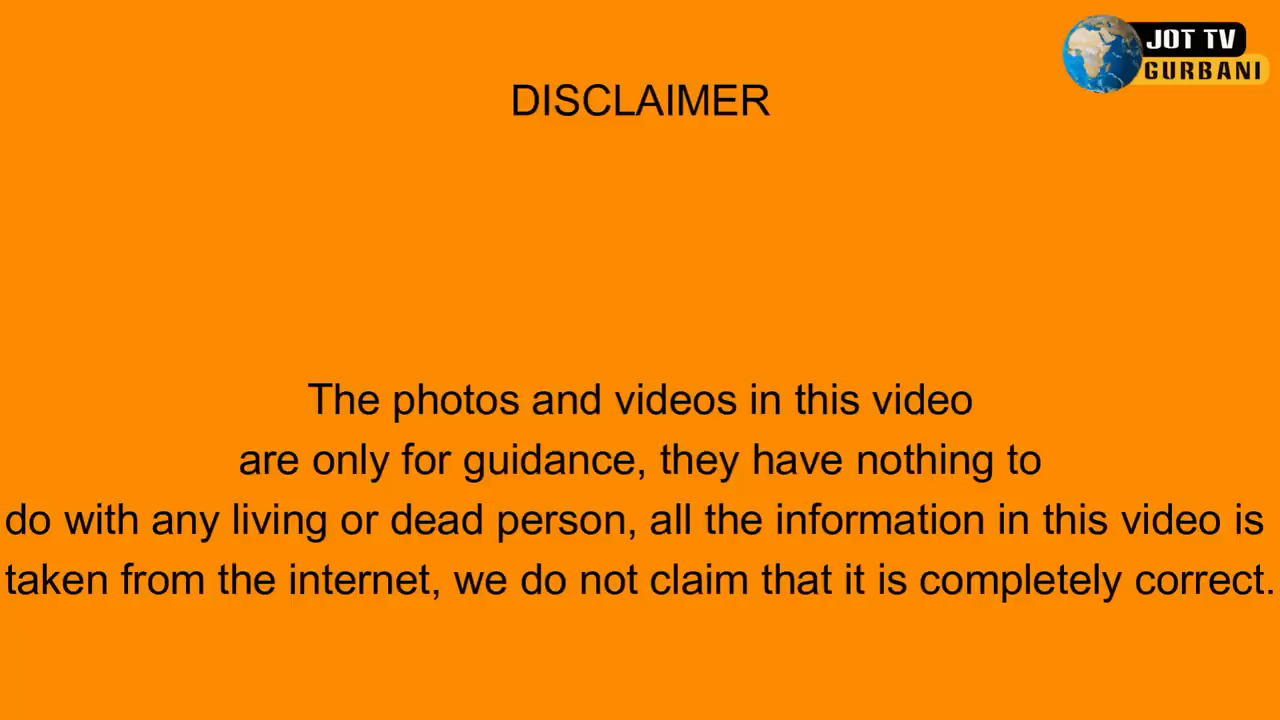 JOT TV
GURBANI
DISCLAIMER
The photos and videos in this video
are only for guidance, they have nothing to
do with any living or dead person, all the information in this video is
taken from the internet, we do not claim that it is completely correct.